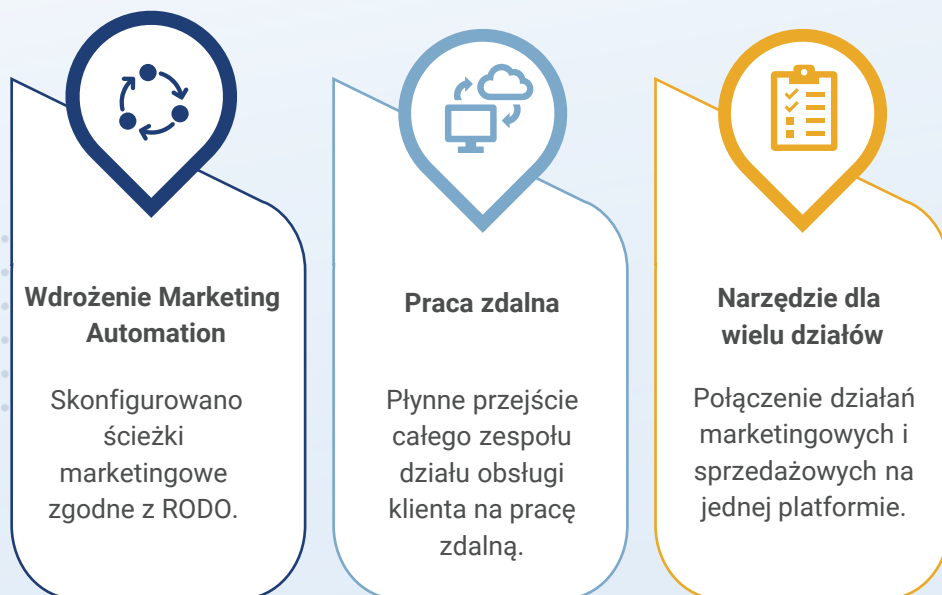 Wdrożenie Marketing
Automation
Skonfigurowano
ścieżki
marketingowe
zgodne z RODO.
Praca zdalna
Płynne przejście
całego zespołu
działu obsługi
klienta na pracę
zdalną.
Narzędzie dla
wielu działów
Połączenie działań
marketingowych i
sprzedażowych na
jednej platformie.